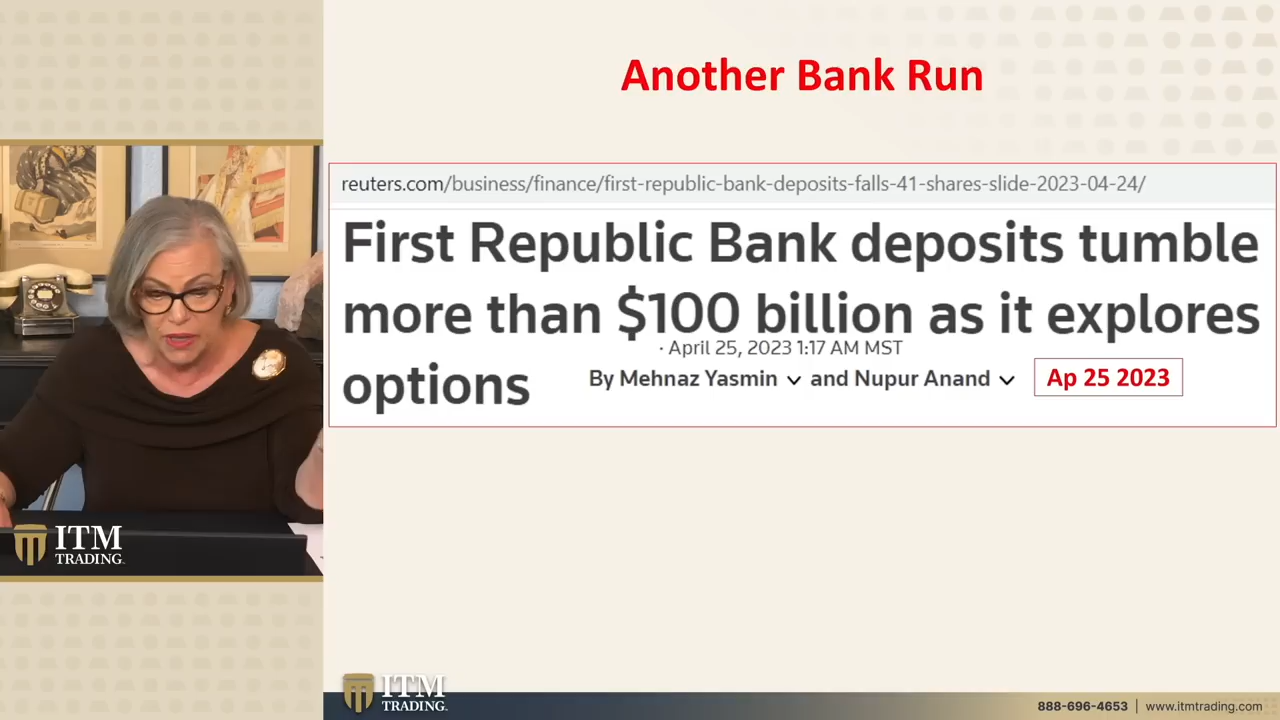 Another Bank Run
reuters.com/business/finance/first-republic-bank-deposits-falls-41-shares-slide-2023-04-24/
First Republic Bank deposits tumble
more than $100 billion as it explores
· April 25, 2023 1:17 AM MST
options
By Mehnaz Yasmin and Nupur Anand
Ap 25 2023
ITM
TRADING
ITM
TRADING
888-696-4653 | www.itmtrading.com